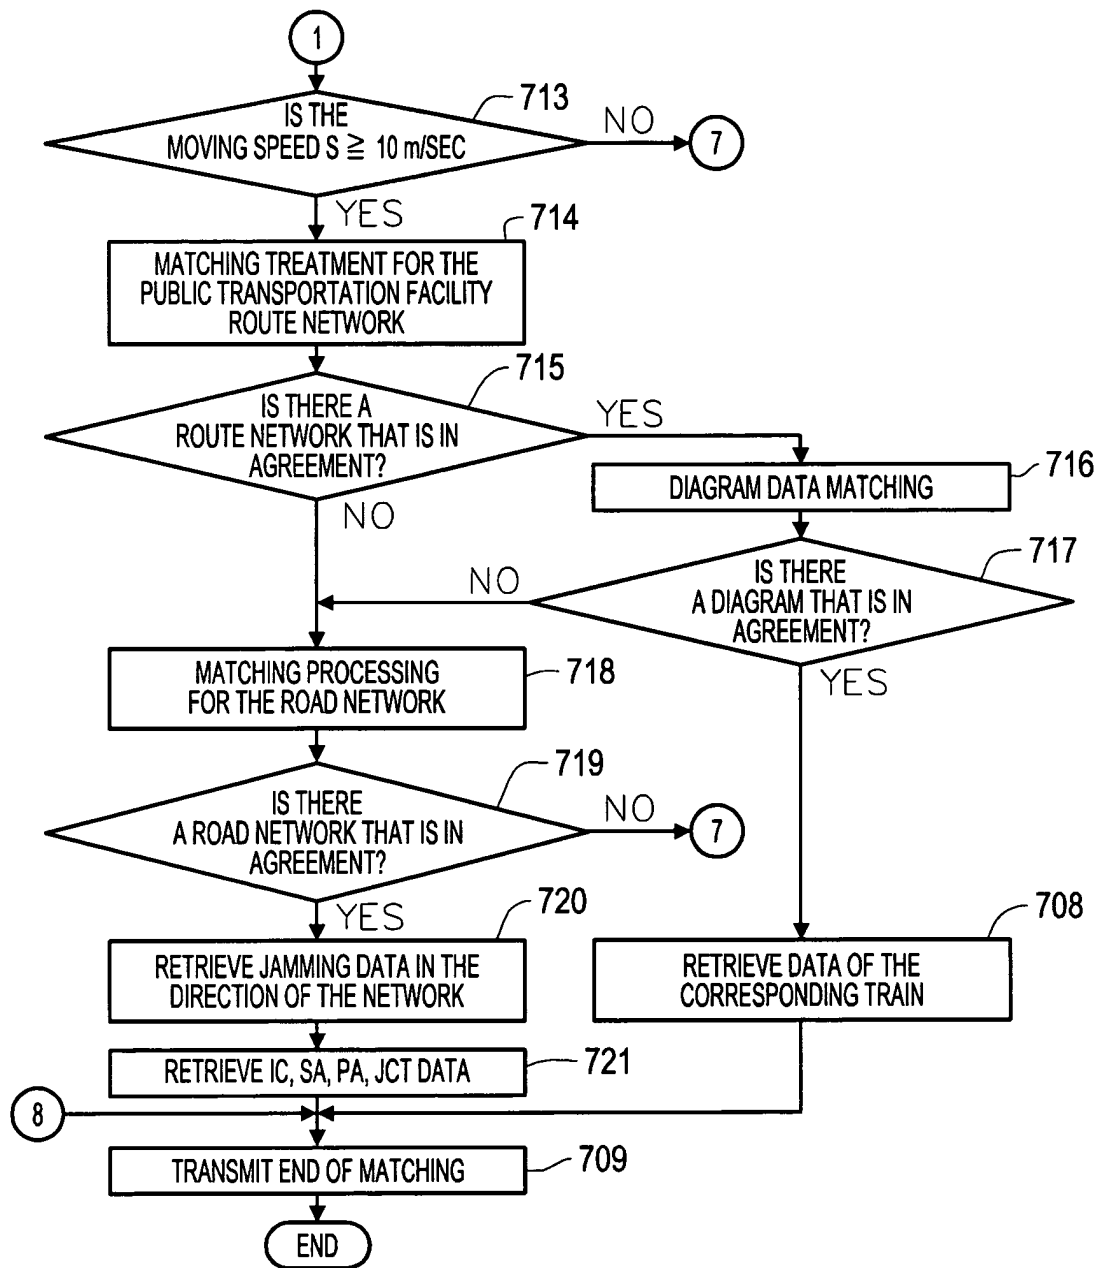 1
713
IS THE
MOVING SPEED S ≧ 10 m/SEC
NO
7
YES
714
MATCHING TREATMENT FOR THE
PUBLIC TRANSPORTATION FACILITY
ROUTE NETWORK
715
IS THERE A
ROUTE NETWORK THAT IS IN
AGREEMENT?
YES
NO
716
DIAGRAM DATA MATCHING
717
IS THERE
A DIAGRAM THAT IS IN
AGREEMENT?
NO
YES
718
MATCHING PROCESSING
FOR THE ROAD NETWORK
719
IS THERE
A ROAD NETWORK THAT IS IN
AGREEMENT?
NO
7
YES
720
RETRIEVE JAMMING DATA IN THE
DIRECTION OF THE NETWORK
708
RETRIEVE DATA OF THE
CORRESPONDING TRAIN
721
RETRIEVE IC, SA, PA, JCT DATA
8
709
TRANSMIT END OF MATCHING
END